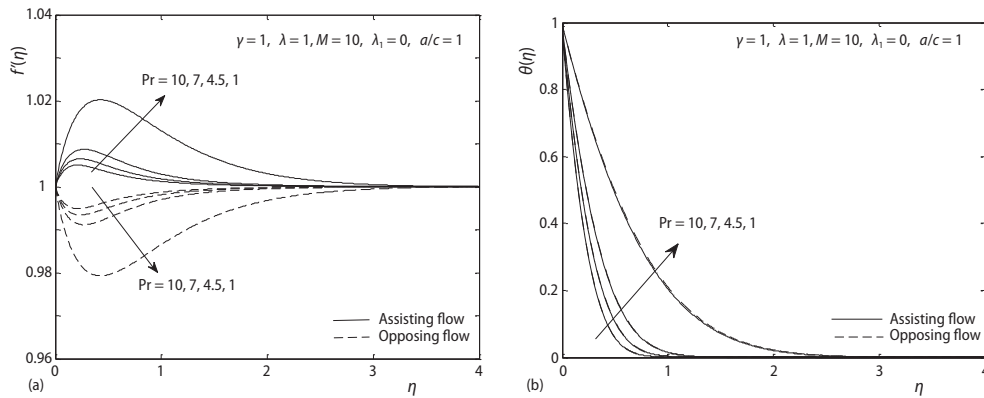 1.04
γ = 1, λ = 1, M = 10, λ₁ = 0, a/c = 1
f′(η)
Pr = 10, 7, 4.5, 1
1.02
1
0.98
Pr = 10, 7, 4.5, 1
Assisting flow
Opposing flow
0.96
0
1
2
3
4
(a)
η
1
γ = 1, λ = 1, M = 10, λ₁ = 0, a/c = 1
θ(η)
0.8
0.6
0.4
Pr = 10, 7, 4.5, 1
0.2
Assisting flow
Opposing flow
0
0
1
2
3
4
(b)
η